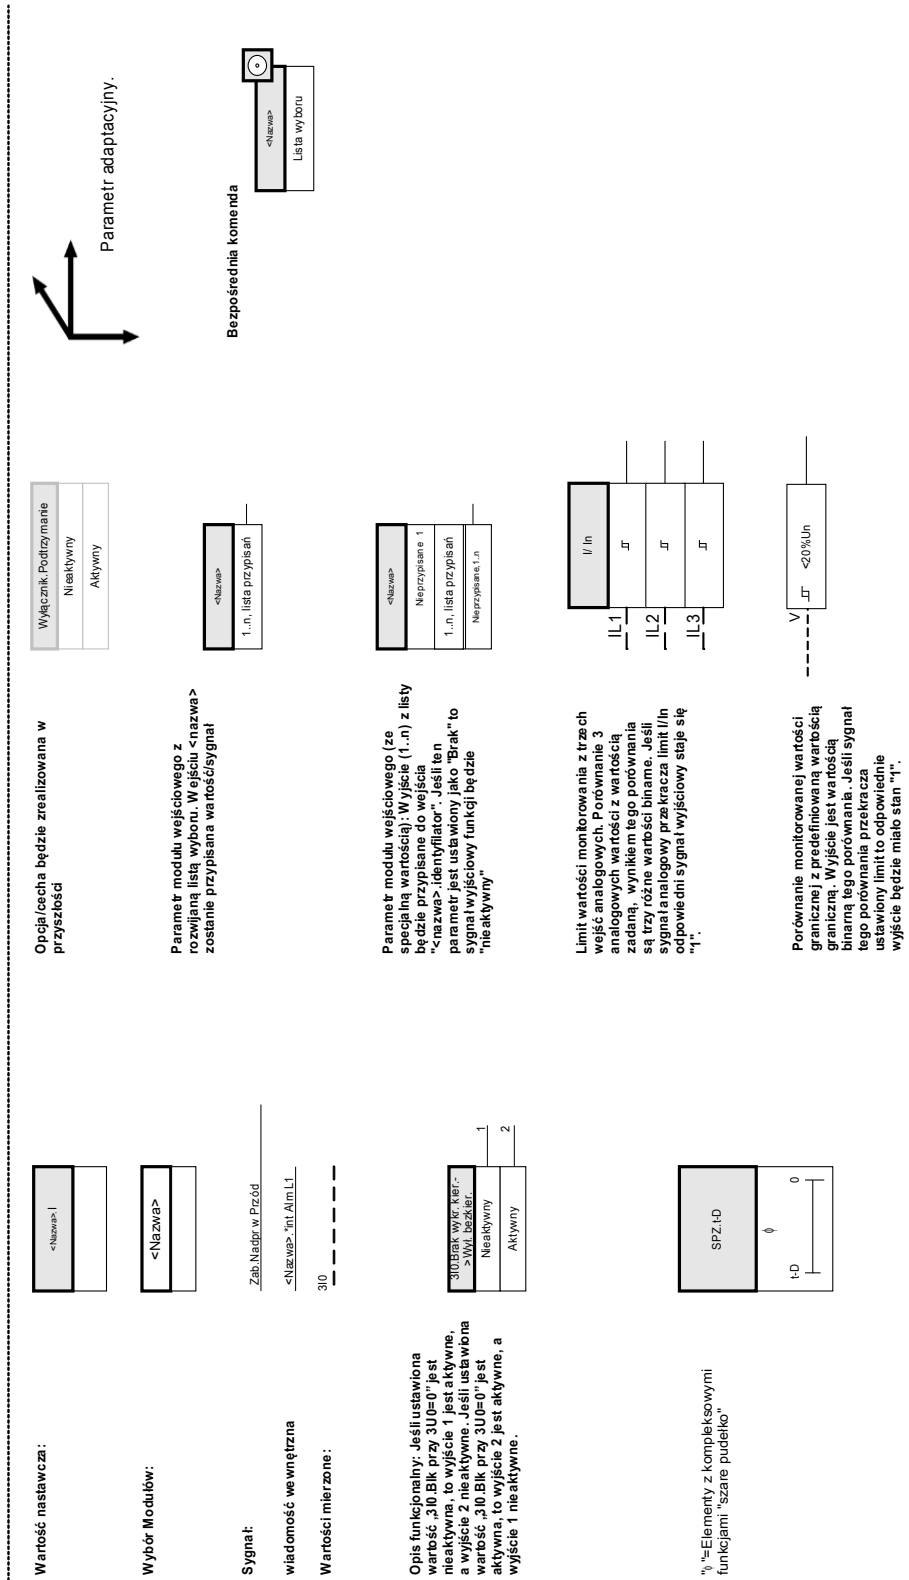 Wartość nastawcza:
<Nazwa>.I
Wybór Modułów:
<Nazwa>
Sygnał:
Zab.Nadpr w Przód
wiadomość wewnętrzna
<Nazwa>.*int Alm L1
Wartości mierzone:
3I0
Opis funkcjonalny: Jeśli ustawiona
wartość „3I0.Blk przy 3U0=0" jest
nieaktywna, to wyjście 1 jest aktywne,
a wyjście 2 nieaktywne. Jeśli ustawiona
wartość „3I0.Blk przy 3U0=0" jest
aktywna, to wyjście 2 jest aktywne, a
wyjście 1 nieaktywne.
3I0.Brak wykr. kier.-
>Wył. bezkier.
Nieaktywny
1
Aktywny
2
"ϕ"=Elementy z kompleksowymi
funkcjami "szare pudełko"
SPZ.t-D
ϕ
t-D
0
Opcja/cecha będzie zrealizowana w
przyszłości
Wyłącznik.Podtrzymanie
Nieaktywny
Aktywny
Parametr modułu wejściowego z
rozwijaną listą wyboru. W ejściu <nazwa>
zostanie przypisana wartość/sygnał
<Nazwa>
1..n, lista przypisań
Parametr modułu wejściowego (ze
specjalną wartością): Wyjście (1..n) z listy
będzie przypisane do wejścia
"<nazwa>.identyfilator". Jeśli ten
parametr jest ustawiony jako "Brak" to
sygnał wyjściowy funkcji będzie
"nieaktywny"
<Nazwa>
Nieprzypisane 1
1..n, lista przypisań
Nieprzypisane,1..n
Limit wartości monitorowania z trzech
wejść analogowych. Porównanie 3
analogowych wartości z wartością
zadaną, wynikiem tego porównania
są trzy różne wartości biname. Jeśli
sygnał analogowy przekracza limit I/In
odpowiedni sygnał wyjściowy staje się
"1".
I/ In
IL1
IL2
IL3
Porównanie monitorowanej wartości
granicznej z predefiniowaną wartością
graniczną. Wyjście jest wartością
binarną tego porównania. Jeśli sygnał
tego porównania przekracza
ustawiony limit to odpowiednie
wyjście będzie miało stan "1".
V
<20%Un
Parametr adaptacyjny.
Bezpośrednia komenda
<Nazwa>
Lista wyboru